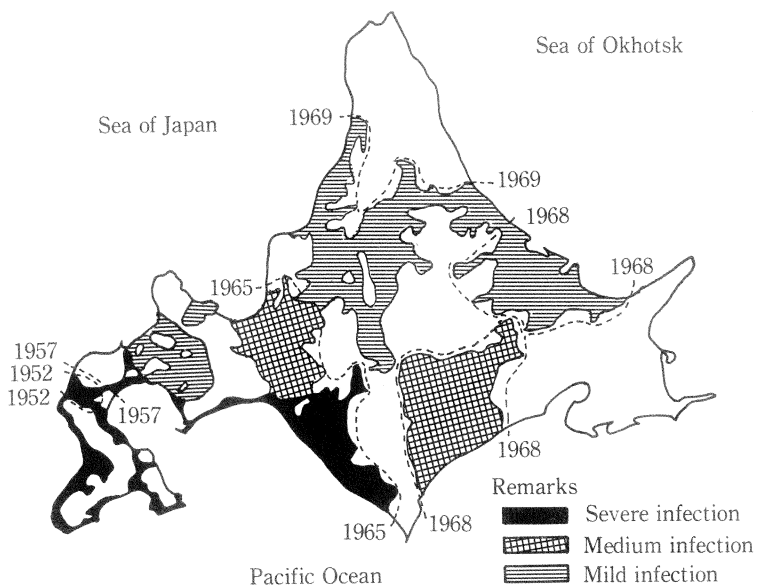 Sea of Okhotsk
Sea of Japan
1969
1969
1968
1968
1965
1957
1952
1952
1957
1968
1965
1968
Pacific Ocean
Remarks
Severe infection
Medium infection
Mild infection